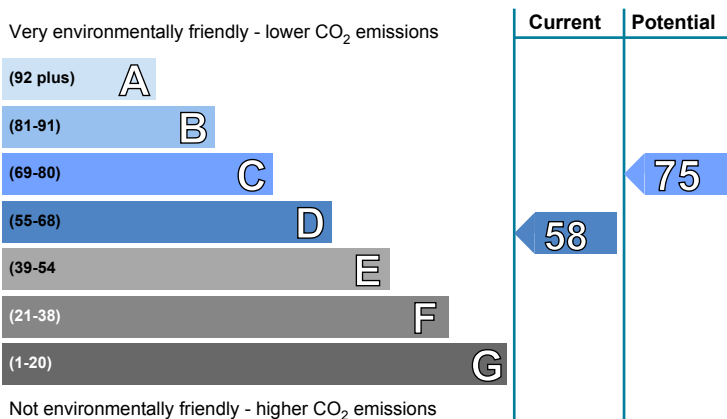 Very environmentally friendly - lower CO2 emissions
Current
Potential
(92 plus) A
(81-91) B
(69-80) C
75
(55-68) D
58
(39-54 E
(21-38) F
(1-20) G
Not environmentally friendly - higher CO2 emissions